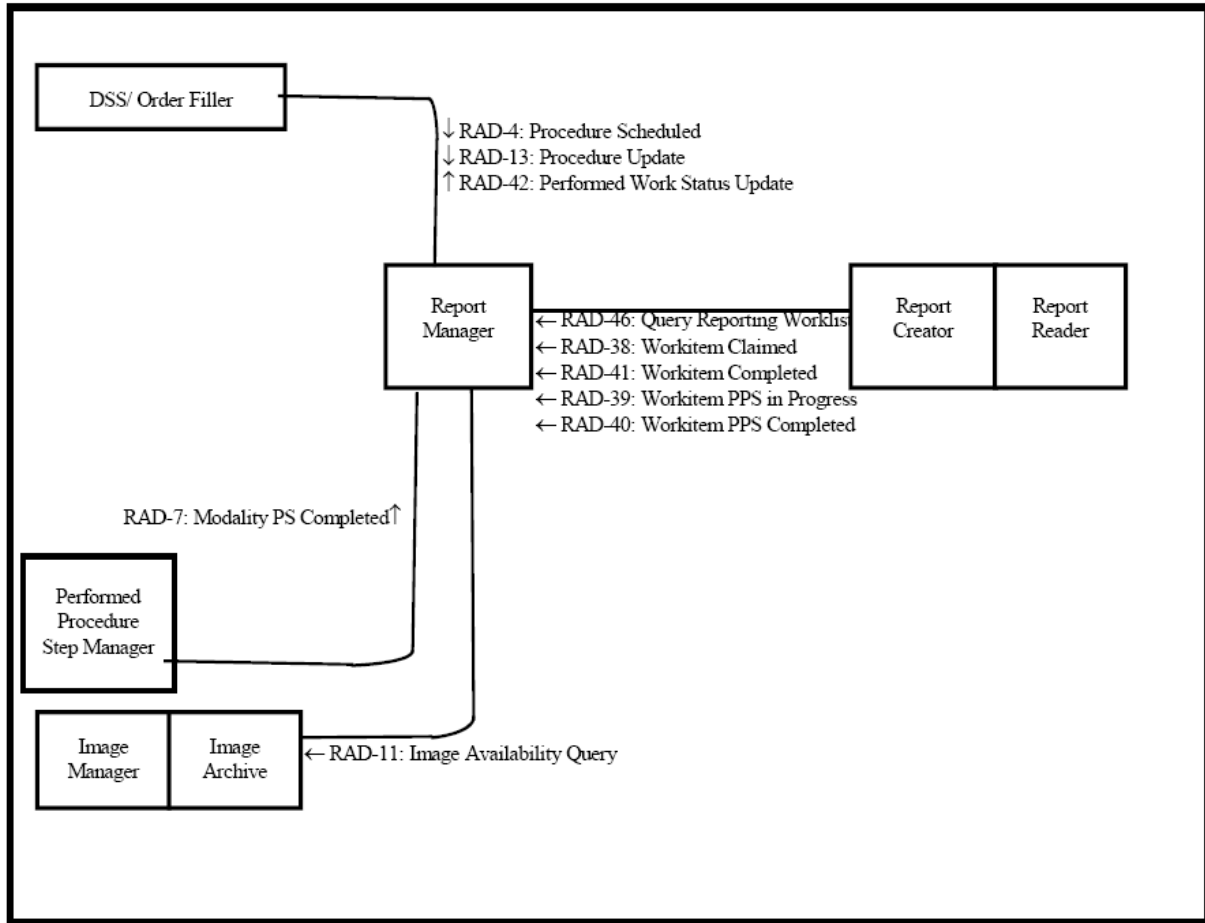 DSS/ Order Filler
↓ RAD-4: Procedure Scheduled
↓ RAD-13: Procedure Update
↑ RAD-42: Performed Work Status Update
Report
Manager
Report
Creator
Report
Reader
← RAD-46: Query Reporting Worklist
← RAD-38: Workitem Claimed
← RAD-41: Workitem Completed
← RAD-39: Workitem PPS in Progress
← RAD-40: Workitem PPS Completed
RAD-7: Modality PS Completed↑
Performed
Procedure
Step Manager
Image
Manager
Image
Archive
← RAD-11: Image Availability Query